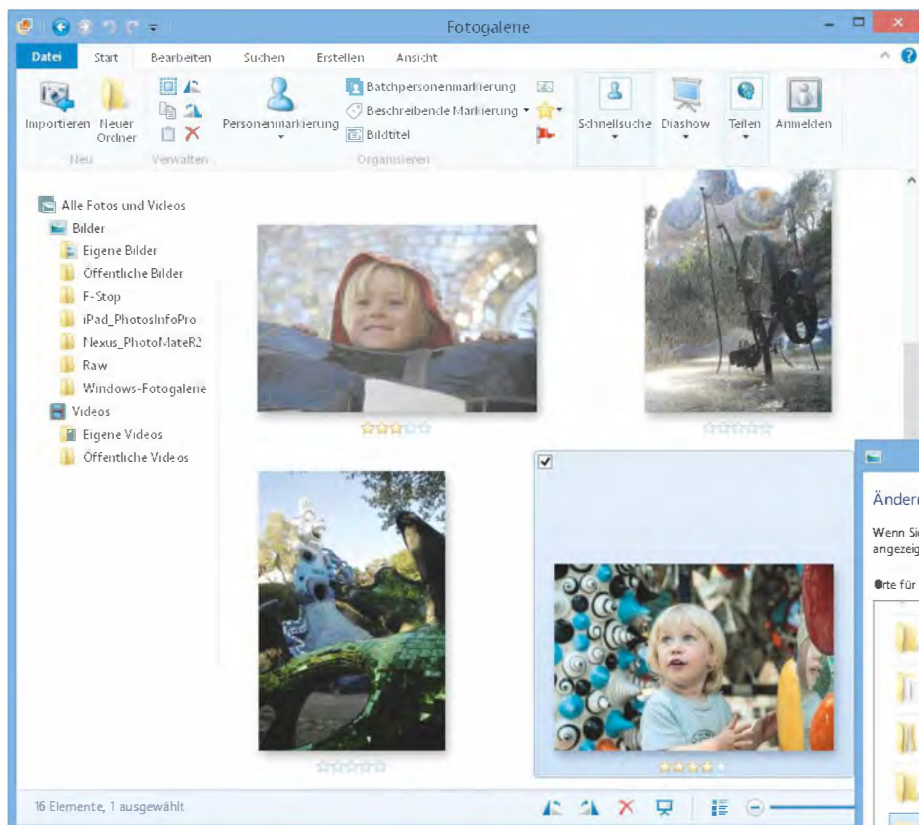 Fotogalerie
Datei Start Bearbeiten Suchen Erstellen Ansicht
Importieren Neuer Ordner
Personenmarkierung
Batchpersonenmarkierung
Beschreibende Markierung
Bildtitel
Schnellsuche Diashow Teilen Anmelden
Neu Verwalten Organisieren
Alle Fotos und Videos
Bilder
Eigene Bilder
Öffentliche Bilder
F-Stop
iPad_PhotosInfoPro
Nexus_PhotoMateR2
Raw
Windows-Fotogalerie
Videos
Eigene Videos
Öffentliche Videos
Änder
Wenn Sie
angezeig
Orte für
16 Elemente, 1 ausgewählt